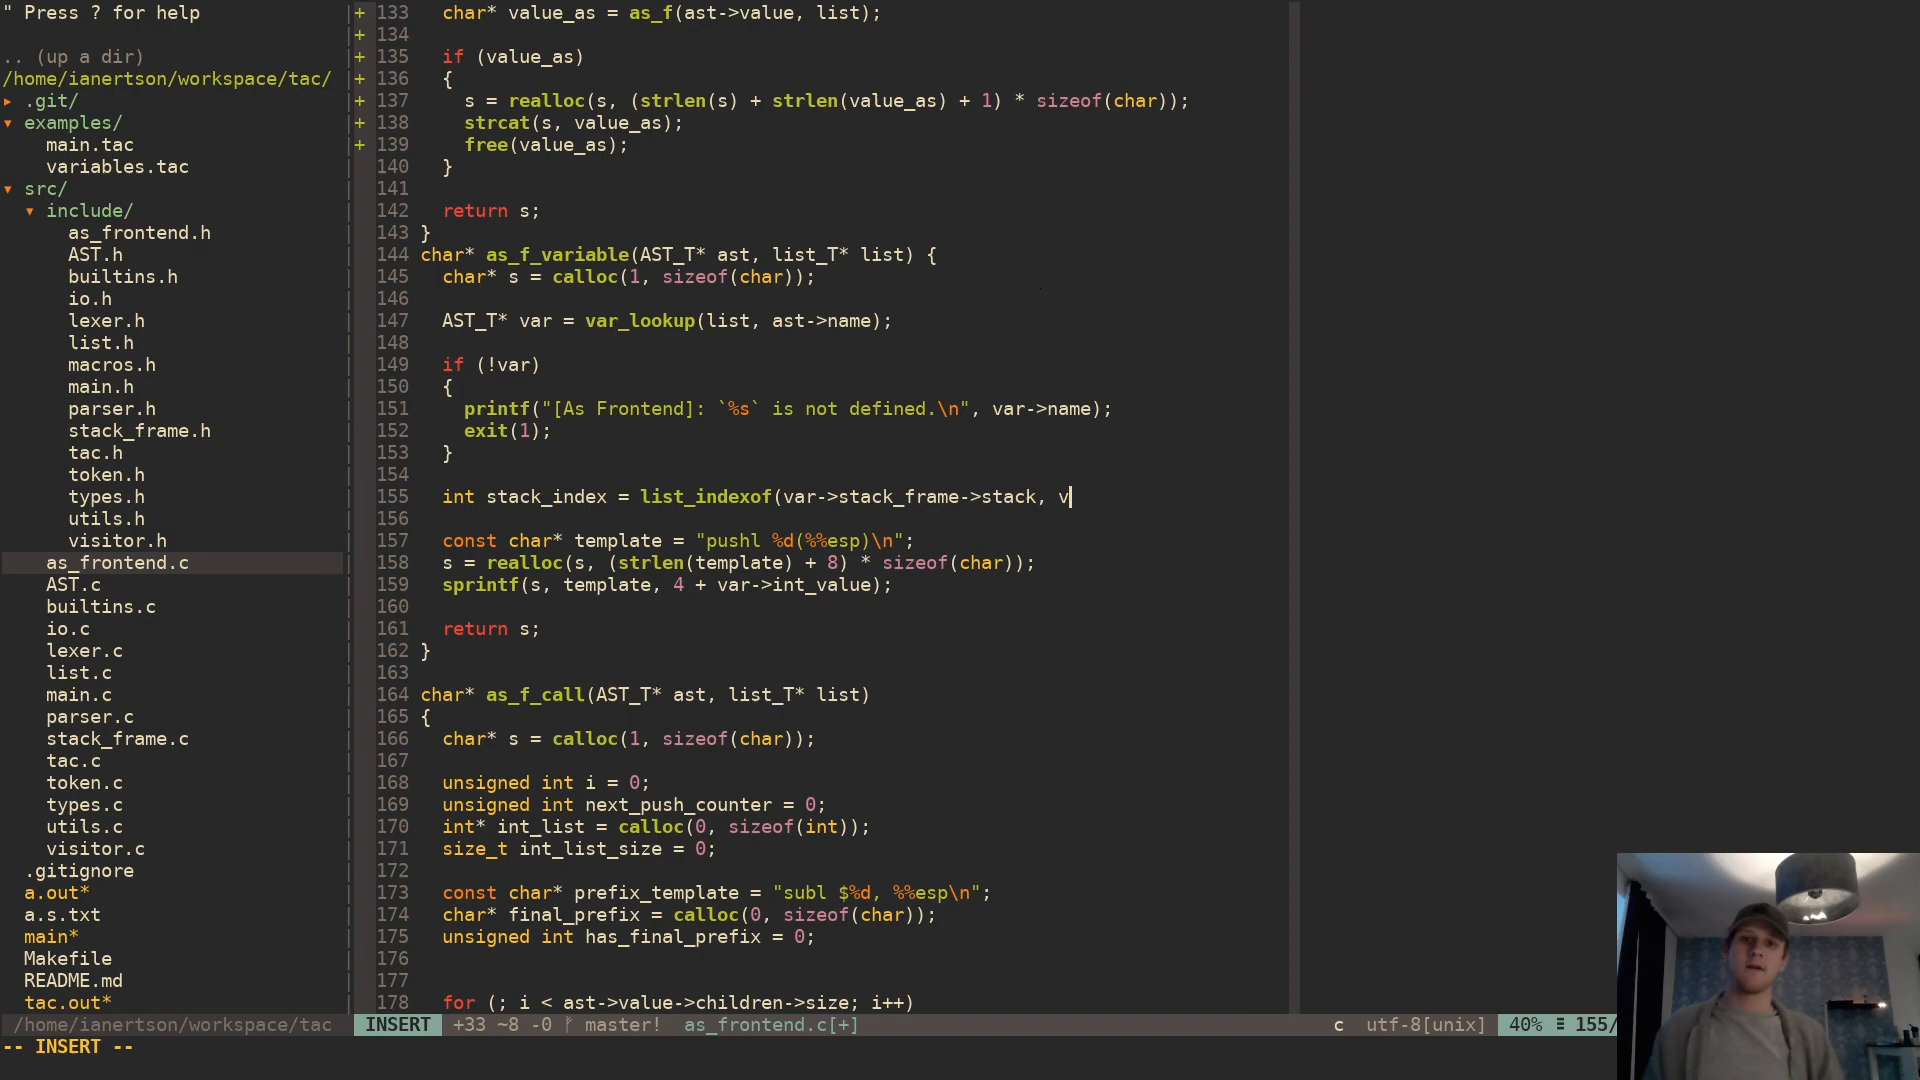 " Press ? for help
.. (up a dir)
/home/ianertson/workspace/tac/
▸ .git/
▾ examples/
main.tac
variables.tac
▾ src/
▾ include/
as_frontend.h
AST.h
builtins.h
io.h
lexer.h
list.h
macros.h
main.h
parser.h
stack_frame.h
tac.h
token.h
types.h
utils.h
visitor.h
as_frontend.c
AST.c
builtins.c
io.c
lexer.c
list.c
main.c
parser.c
stack_frame.c
tac.c
token.c
types.c
utils.c
visitor.c
.gitignore
a.out*
a.s.txt
main*
Makefile
README.md
tac.out*
+ 133   char* value_as = as_f(ast->value, list);
+ 134
+ 135   if (value_as)
+ 136   {
+ 137     s = realloc(s, (strlen(s) + strlen(value_as) + 1) * sizeof(char));
+ 138     strcat(s, value_as);
+ 139     free(value_as);
140   }
141
142   return s;
143 }
144 char* as_f_variable(AST_T* ast, list_T* list) {
145   char* s = calloc(1, sizeof(char));
146
147   AST_T* var = var_lookup(list, ast->name);
148
149   if (!var)
150   {
151     printf("[As Frontend]: `%s` is not defined.\n", var->name);
152     exit(1);
153   }
154
155   int stack_index = list_indexof(var->stack_frame->stack, v
156
157   const char* template = "pushl %d(%%esp)\n";
158   s = realloc(s, (strlen(template) + 8) * sizeof(char));
159   sprintf(s, template, 4 + var->int_value);
160
161   return s;
162 }
163
164 char* as_f_call(AST_T* ast, list_T* list)
165 {
166   char* s = calloc(1, sizeof(char));
167
168   unsigned int i = 0;
169   unsigned int next_push_counter = 0;
170   int* int_list = calloc(0, sizeof(int));
171   size_t int_list_size = 0;
172
173   const char* prefix_template = "subl $%d, %%esp\n";
174   char* final_prefix = calloc(0, sizeof(char));
175   unsigned int has_final_prefix = 0;
176
177
178   for (; i < ast->value->children->size; i++)
/home/ianertson/workspace/tac INSERT +33 ~8 -0 ᚠ master! as_frontend.c[+] c utf-8[unix] 40% ≡ 155/
-- INSERT --